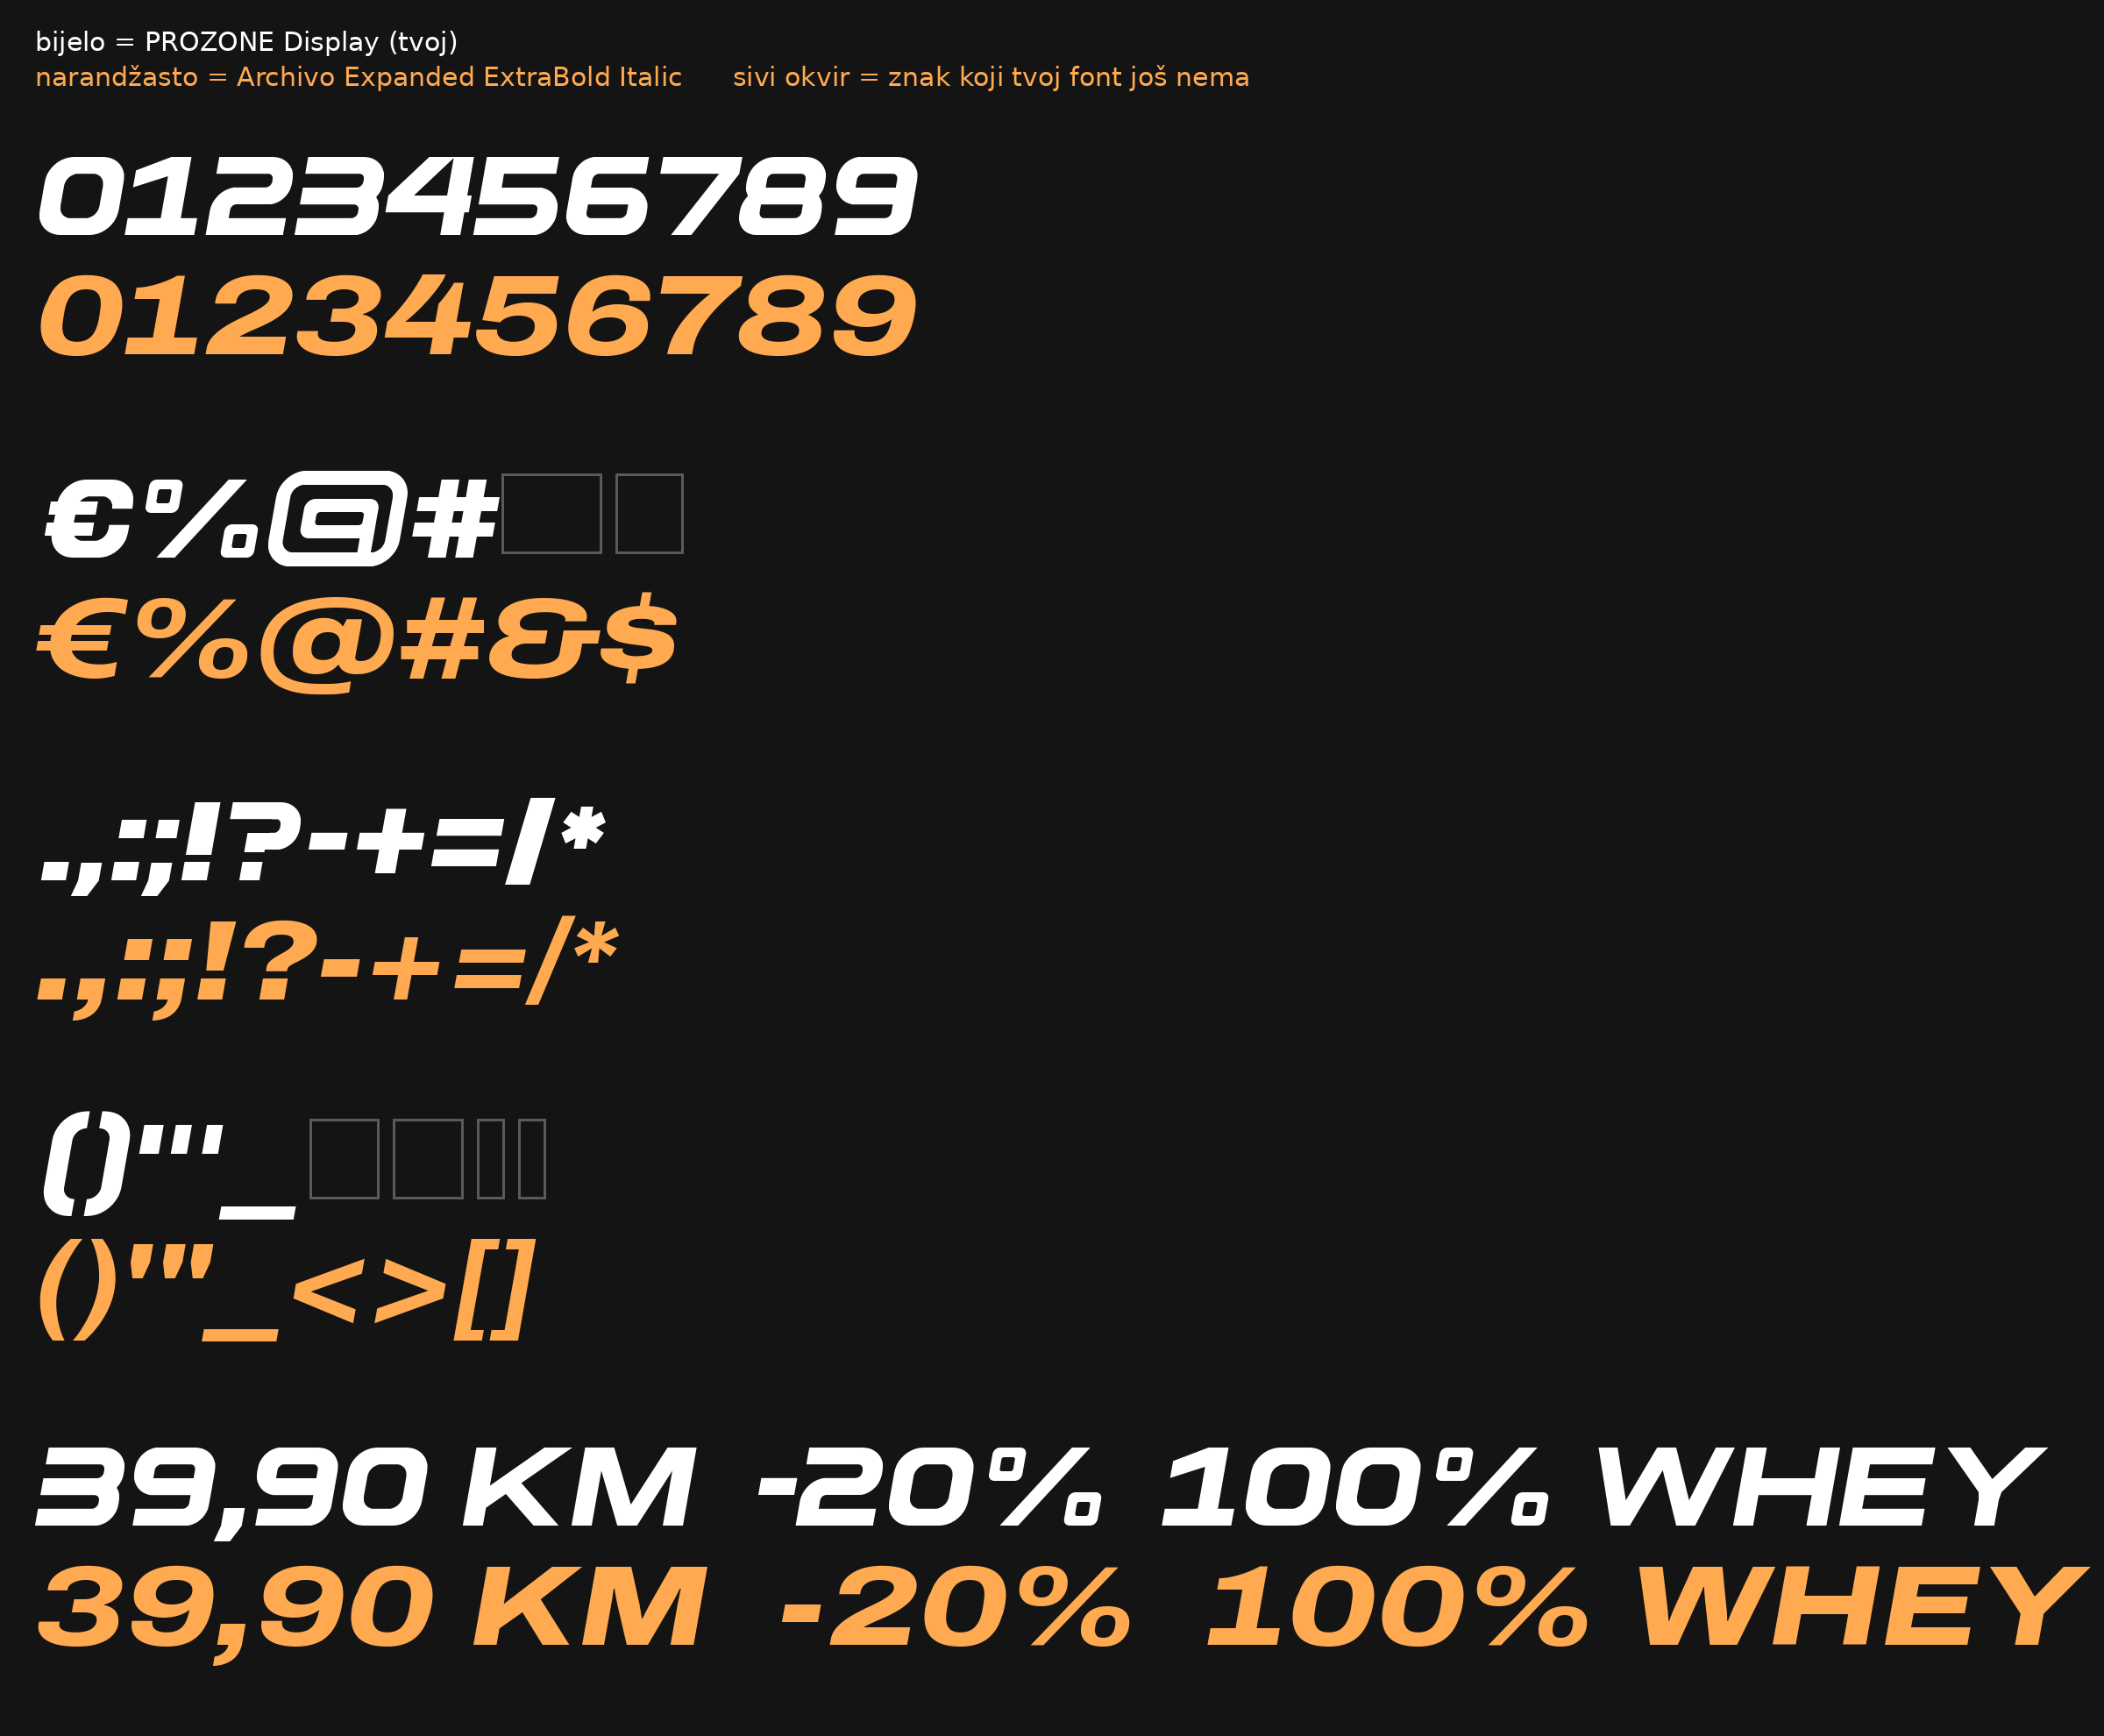 bijelo = PROZONE Display (tvoj)
narandžasto = Archivo Expanded ExtraBold Italic sivi okvir = znak koji tvoj font još nema
0123456789
0123456789
€%@#
€%@#&$
.,:;!?-+=/*
.,:;!?-+=/*
()"'_
()"'_<>[]
39,90 KM -20% 100% WHEY
39,90 KM -20% 100% WHEY